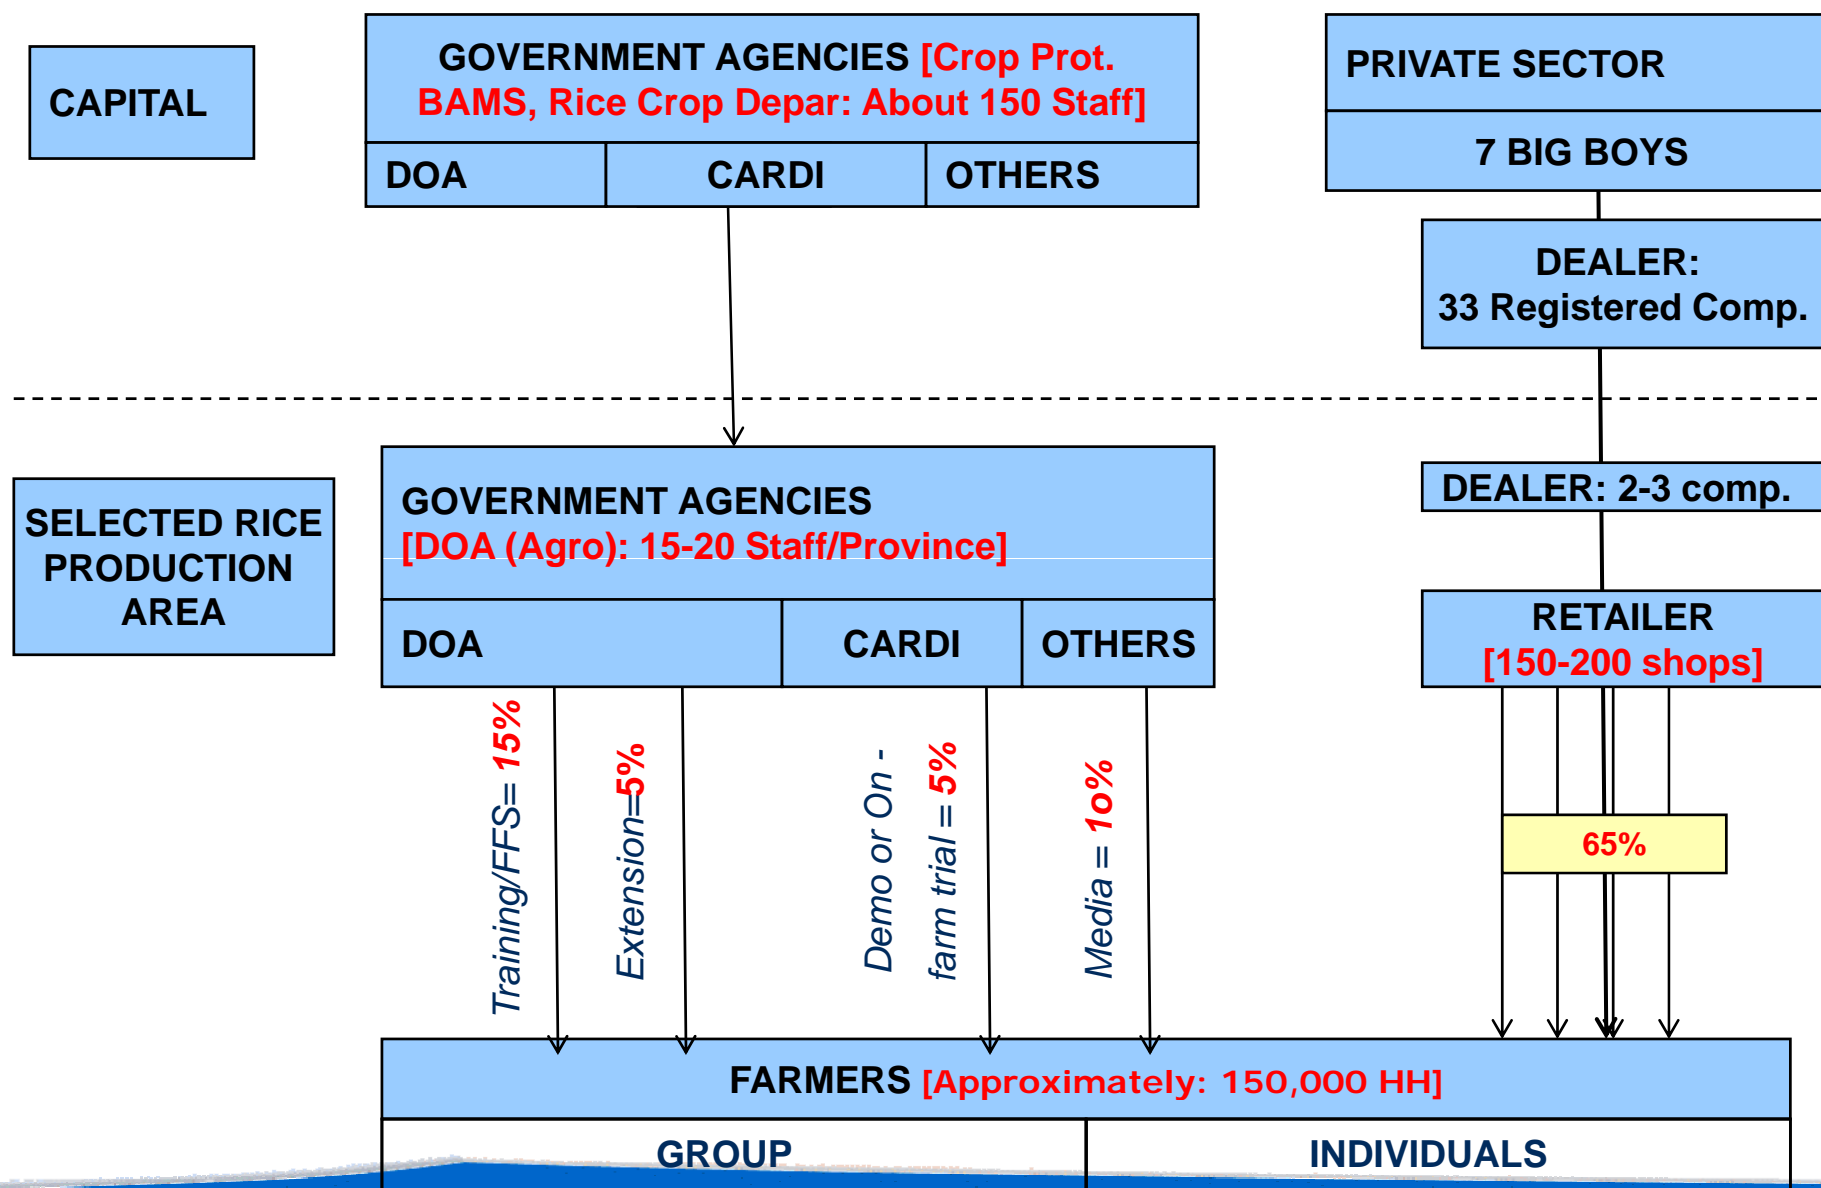 CAPITAL
GOVERNMENT AGENCIES [Crop Prot.
BAMS, Rice Crop Depar: About 150 Staff]
DOA
CARDI
OTHERS
PRIVATE SECTOR
7 BIG BOYS
DEALER:
33 Registered Comp.
SELECTED RICE
PRODUCTION
AREA
GOVERNMENT AGENCIES
[DOA (Agro): 15-20 Staff/Province]
DOA
CARDI
OTHERS
DEALER: 2-3 comp.
RETAILER
[150-200 shops]
Training/FFS= 15%
Extension=5%
Demo or On -
farm trial = 5%
Media = 1o%
65%
FARMERS [Approximately: 150,000 HH]
GROUP
INDIVIDUALS